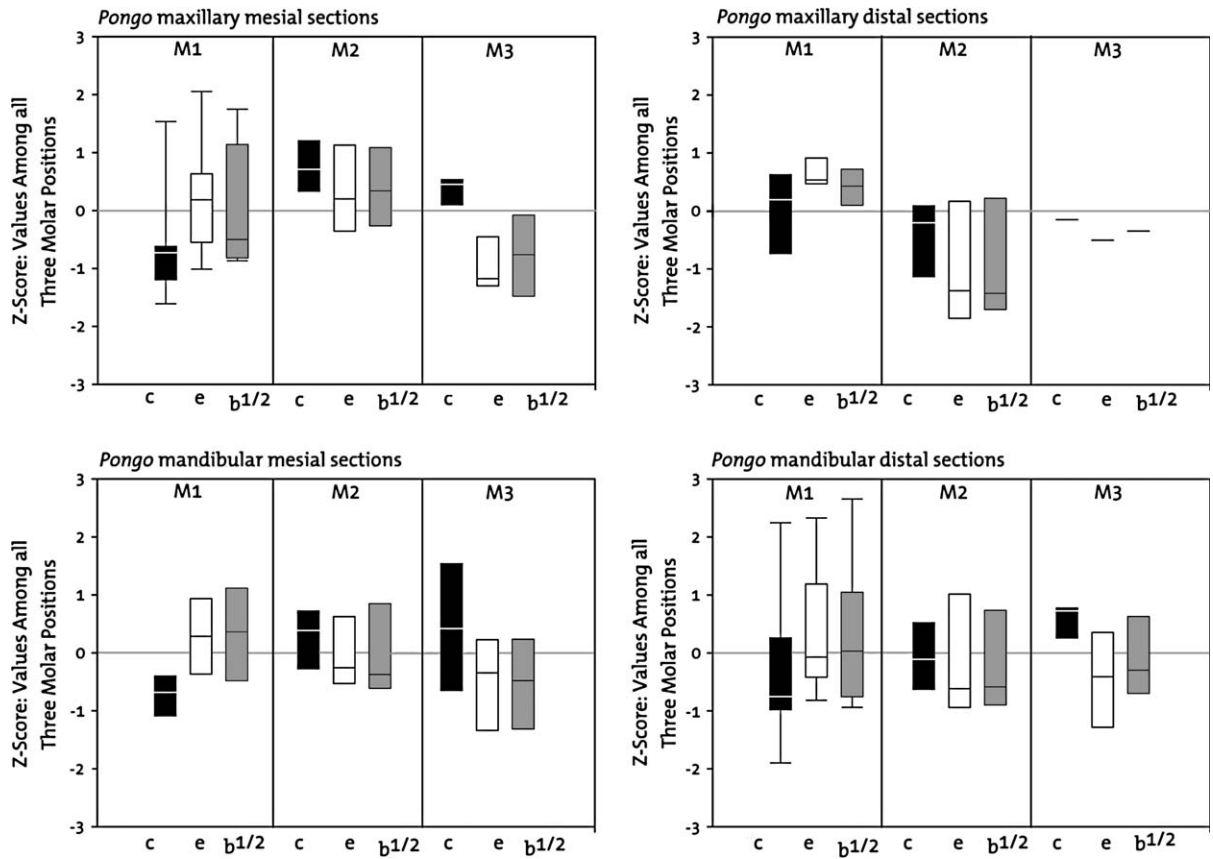 Pongo maxillary mesial sections
Z-Score: Values Among all
Three Molar Positions
3
2
1
0
-1
-2
-3
M1
M2
M3
c e b1/2 c e b1/2 c e b1/2
Pongo maxillary distal sections
Z-Score: Values Among all
Three Molar Positions
3
2
1
0
-1
-2
-3
M1
M2
M3
c e b1/2 c e b1/2 c e b1/2
Pongo mandibular mesial sections
Z-Score: Values Among all
Three Molar Positions
3
2
1
0
-1
-2
-3
M1
M2
M3
c e b1/2 c e b1/2 c e b1/2
Pongo mandibular distal sections
Z-Score: Values Among all
Three Molar Positions
3
2
1
0
-1
-2
-3
M1
M2
M3
c e b1/2 c e b1/2 c e b1/2